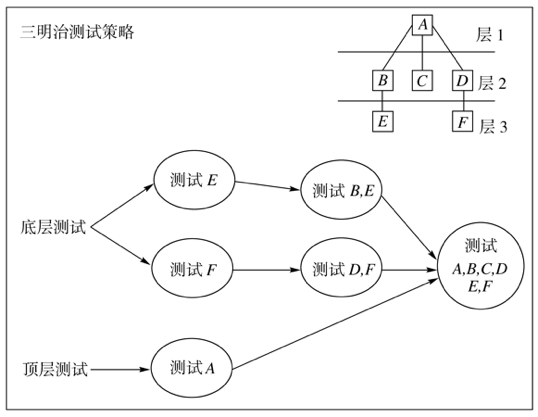 三明治测试策略
A
层 1
B
C
D
层 2
E
F
层 3
测试 E
测试 B,E
底层测试
测试 F
测试 D,F
测试
A,B,C,D
E,F
顶层测试
测试 A